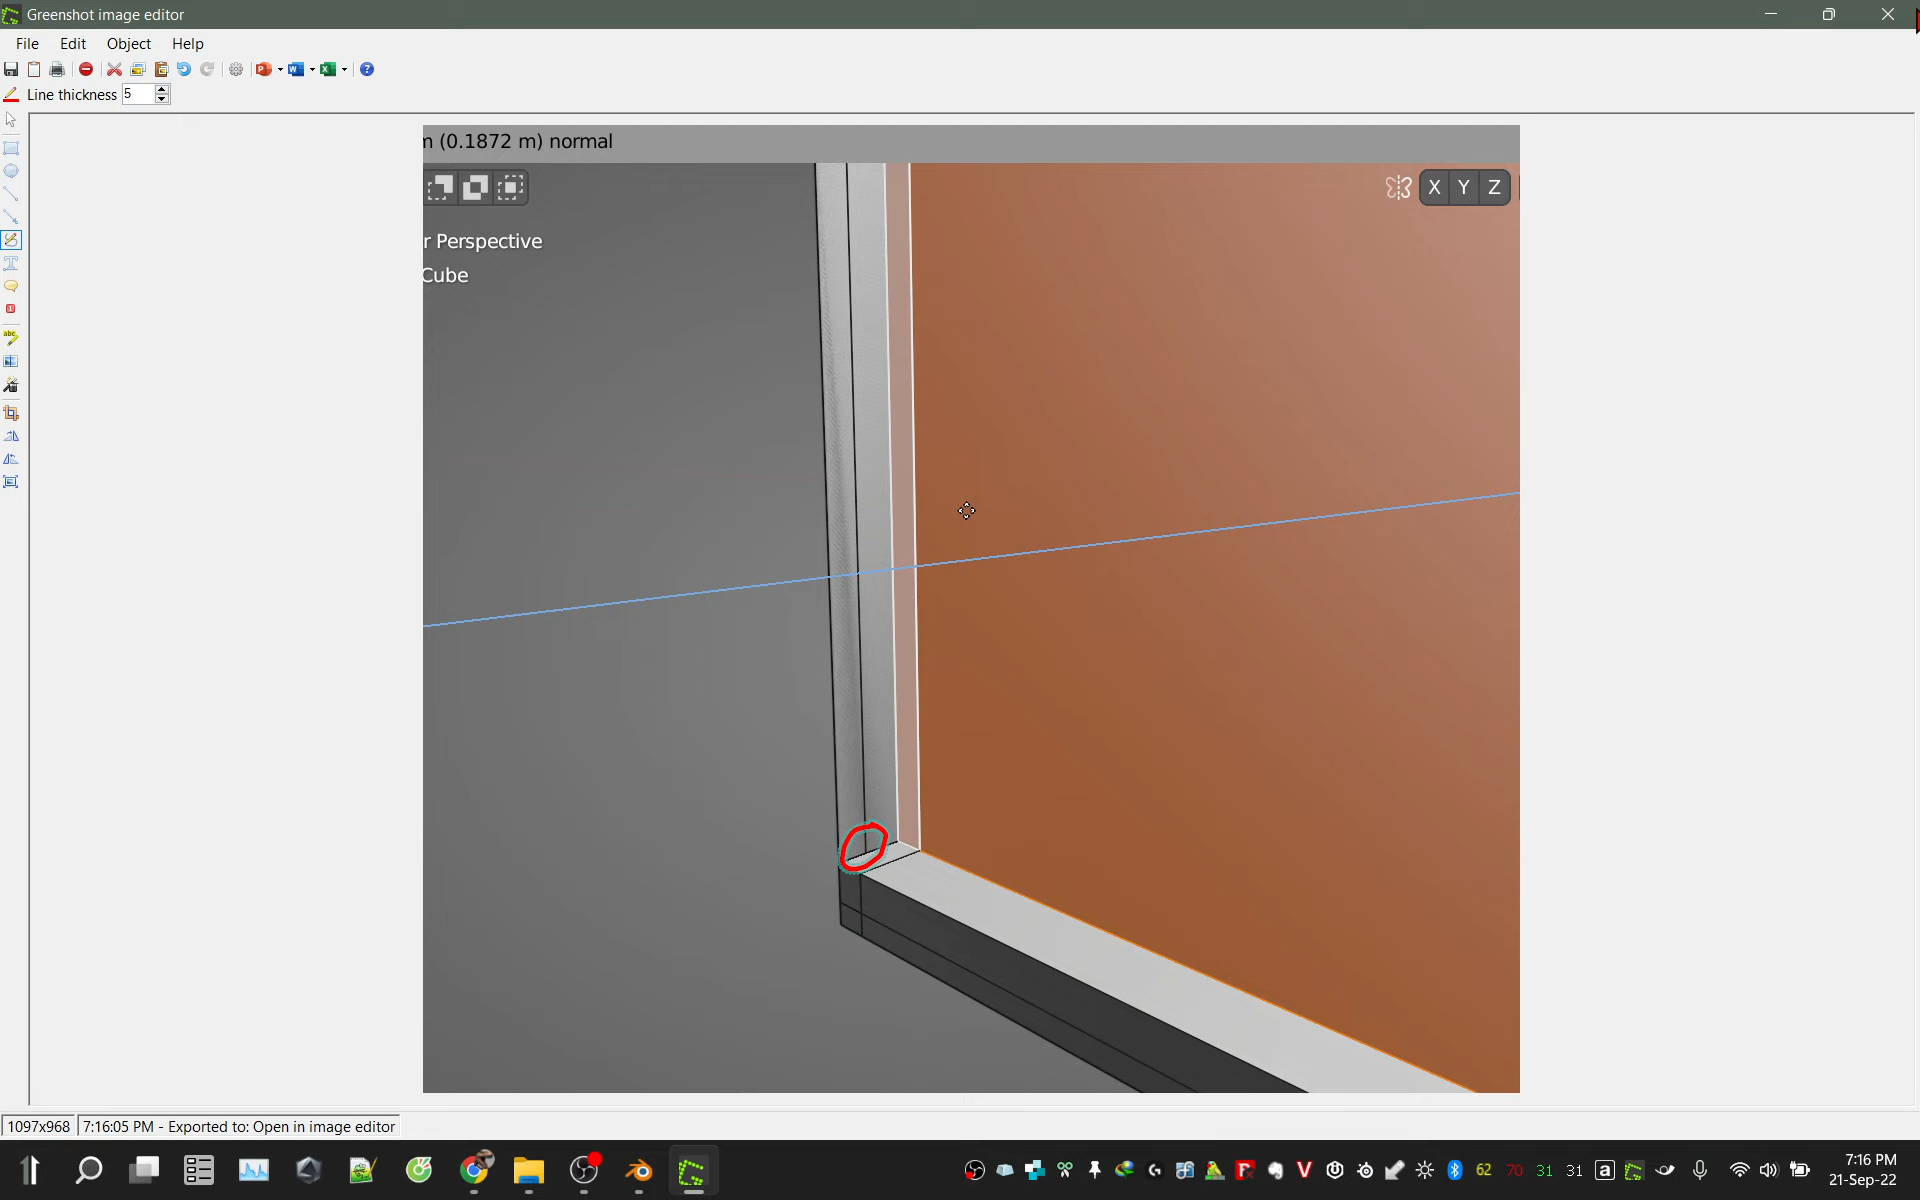 Greenshot image editor
File Edit Object Help
Line thickness 5
m (0.1872 m) normal
X Y Z
r Perspective
Cube
1097x968 7:16:05 PM - Exported to: Open in image editor
62 70 31 31 a
7:16 PM
21-Sep-22